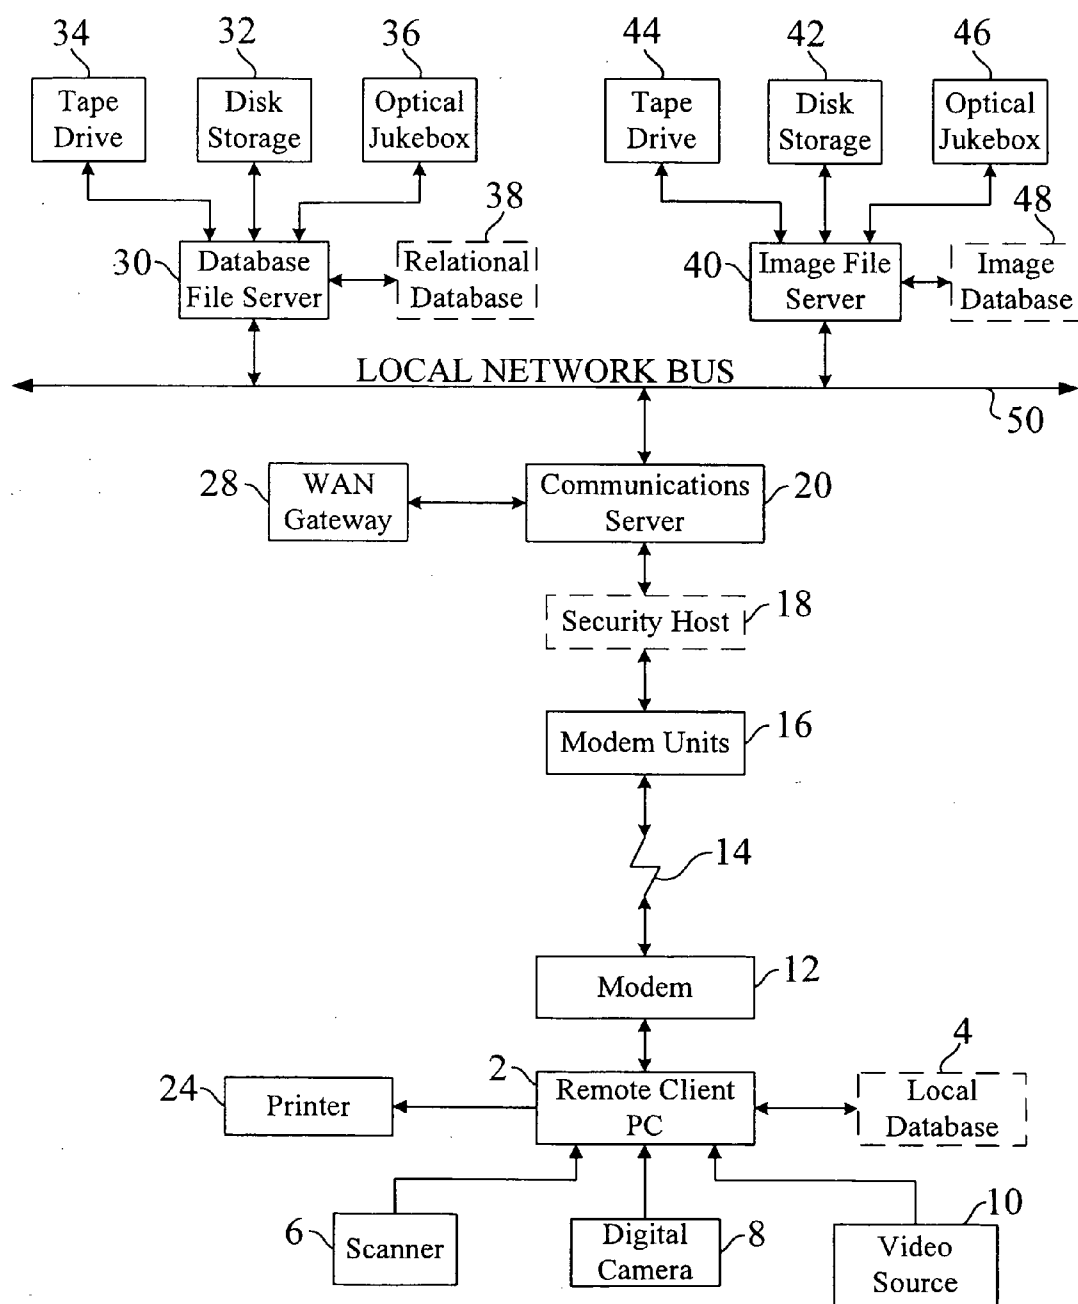 34 32 36 44 42 46
Tape Drive
Disk Storage
Optical Jukebox
Tape Drive
Disk Storage
Optical Jukebox
38
48
30
Database File Server
Relational Database
40
Image File Server
Image Database
LOCAL NETWORK BUS
50
28
WAN Gateway
Communications Server
20
Security Host
18
Modem Units
16
14
Modem
12
2
4
24
Printer
Remote Client PC
Local Database
6
Scanner
Digital Camera
8
10
Video Source